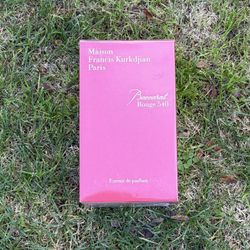 Maison
Francis Kurkdjian
Paris
Baccarat
Rouge 540
Extrait de parfum